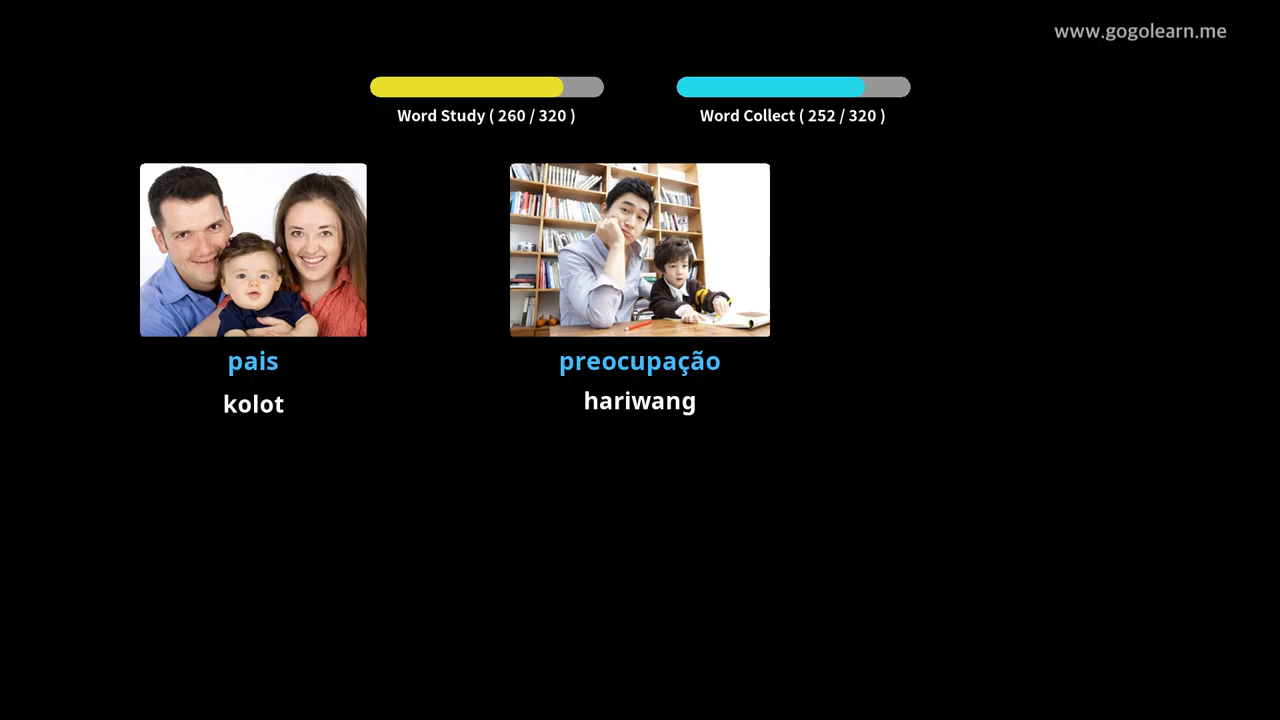 www.gogolearn.me
Word Study ( 260 / 320 )
Word Collect ( 252 / 320 )
pais
preocupação
kolot
hariwang